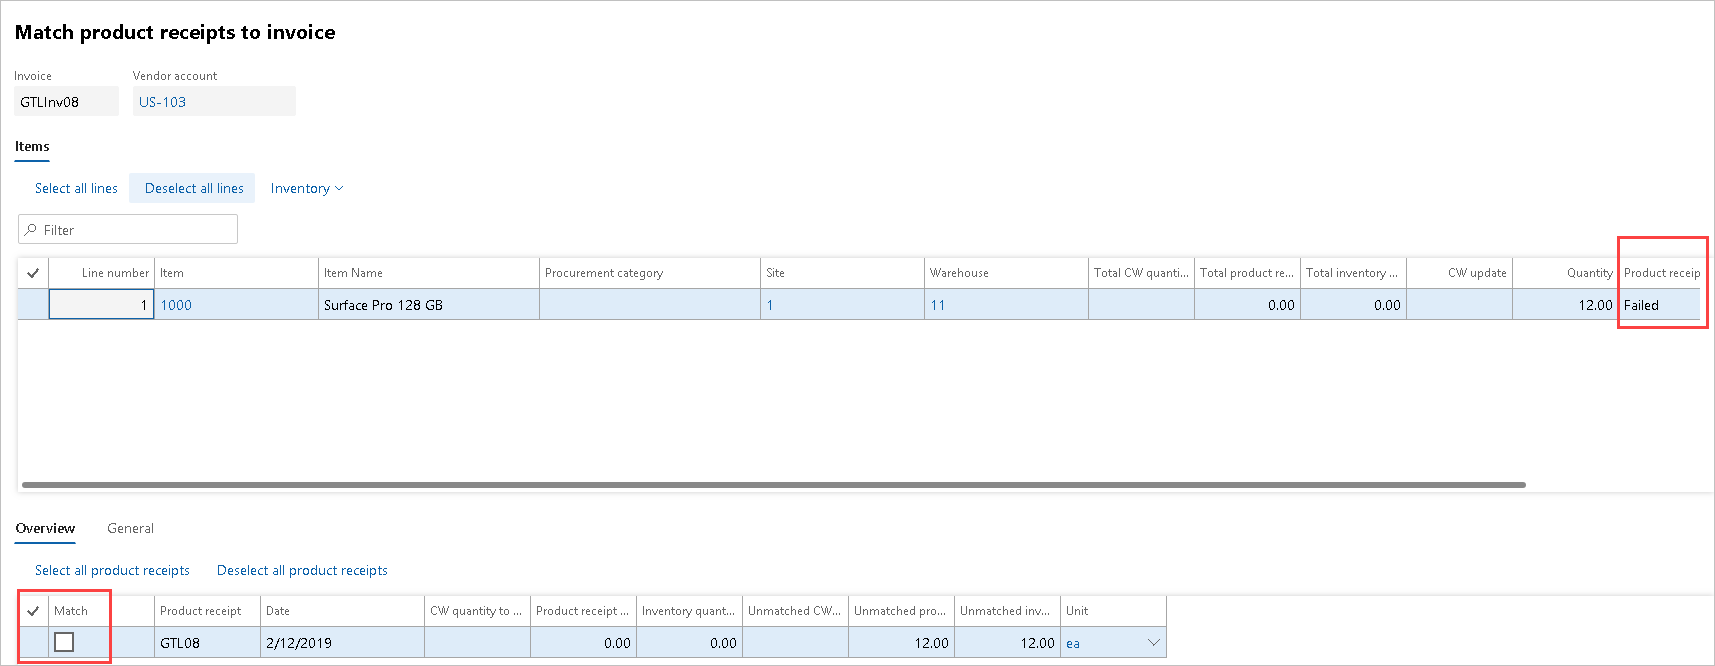 Match product receipts to invoice
Invoice Vendor account
GTLInv08 US-103
Items
Select all lines Deselect all lines Inventory
Filter
Line number Item Item Name Procurement category Site Warehouse Total CW quanti... Total product re... Total inventory ... CW update Quantity Product receip
1 1000 Surface Pro 128 GB 1 11 0.00 0.00 12.00 Failed
Overview General
Select all product receipts Deselect all product receipts
Match Product receipt Date CW quantity to ... Product receipt ... Inventory quant... Unmatched CW... Unmatched pro... Unmatched inv... Unit
GTL08 2/12/2019 0.00 0.00 12.00 12.00 ea